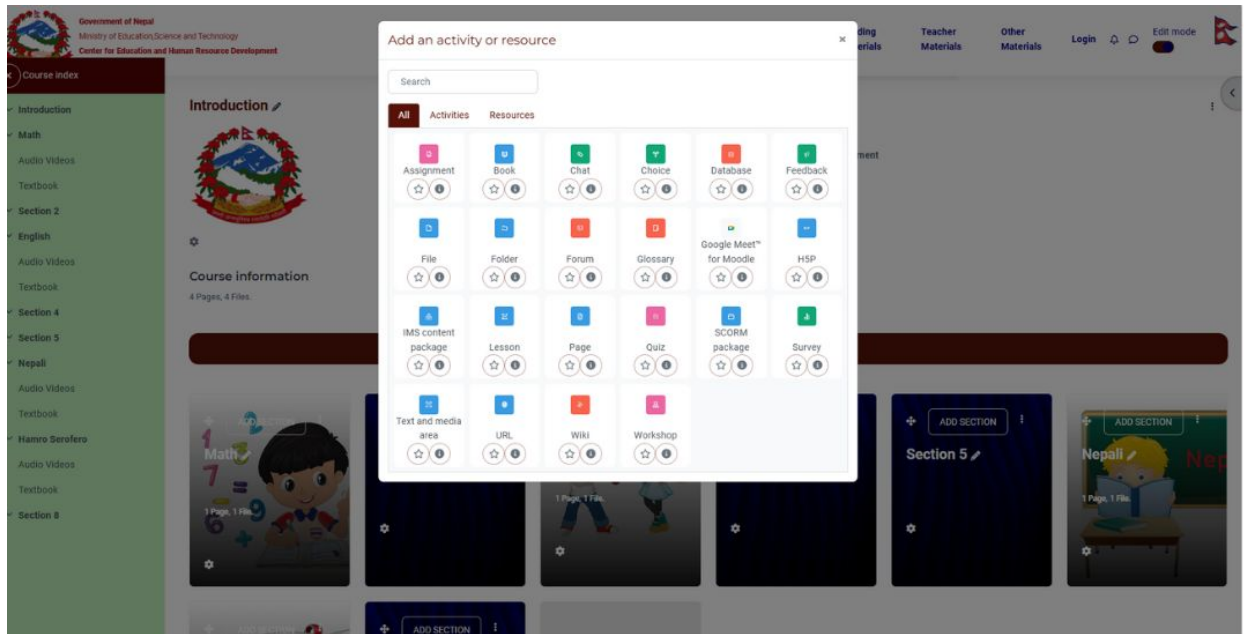 Government of Nepal
Ministry of Education,Science and Technology
Center for Education and Human Resource Development
Teacher Materials
Other Materials
Login
Edit mode
Course index
Introduction
Math
Audio Videos
Textbook
Section 2
English
Audio Videos
Textbook
Section 4
Section 5
Nepali
Audio Videos
Textbook
Hamro Serofero
Audio Videos
Textbook
Section 8
Introduction
Course information
4 Pages, 4 Files.
Add an activity or resource
×
Search
All Activities Resources
Assignment Book Chat Choice Database Feedback
File Folder Forum Glossary Google Meet™ for Moodle H5P
IMS content package Lesson Page Quiz SCORM package Survey
Text and media area URL Wiki Workshop
ADD SECTION
Math
1 Page, 1 File.
1 Page, 1 File.
ADD SECTION
Section 5
ADD SECTION
Nepali
1 Page, 1 File.
ADD SECTION
ADD SECTION